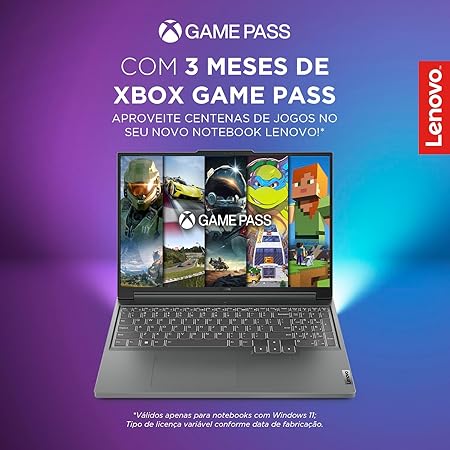 GAME PASS
COM 3 MESES DE
XBOX GAME PASS
APROVEITE CENTENAS DE JOGOS NO
SEU NOVO NOTEBOOK LENOVO!*
Lenovo
GAME PASS
Lenovo
*Válidos apenas para notebooks com Windows 11;
Tipo de licença variável conforme data de fabricação.